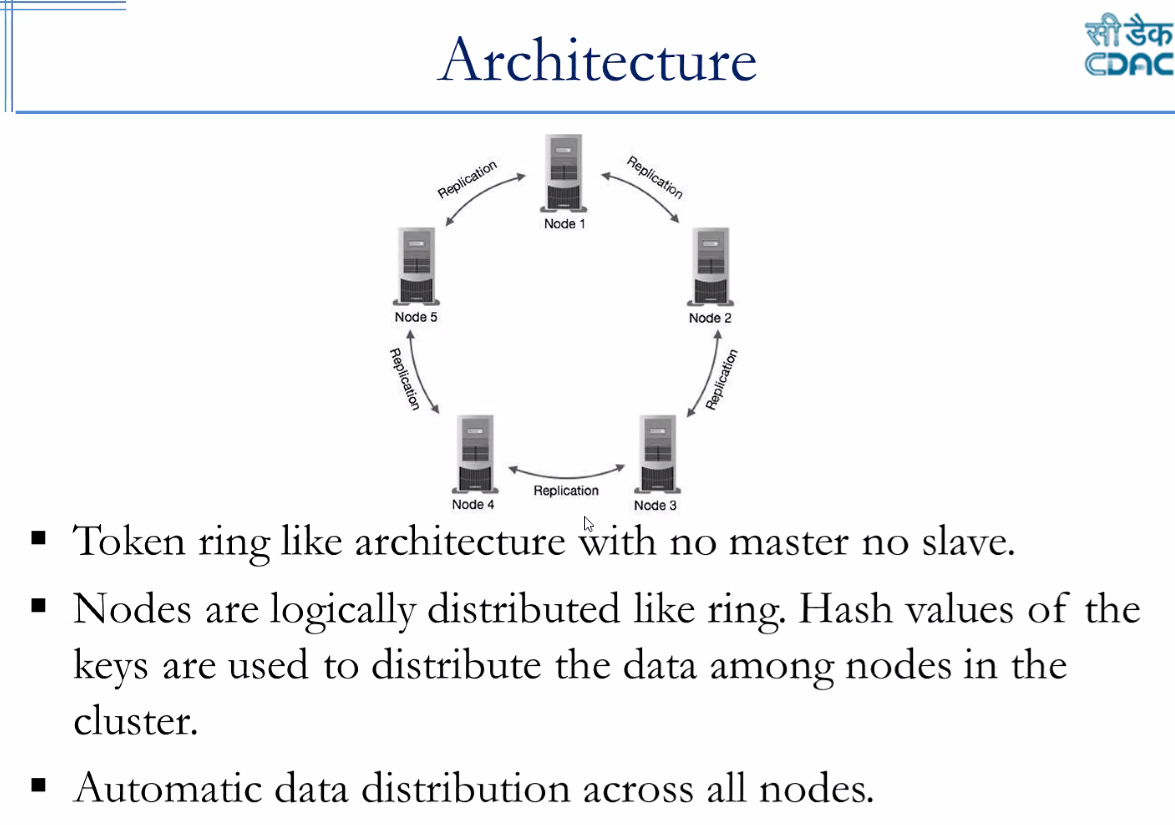 Architecture
सी डैक
CDAC
Replication
Replication
Node 1
Node 5
Node 2
Replication
Replication
Replication
Node 4
Node 3
▪ Token ring like architecture with no master no slave.
▪ Nodes are logically distributed like ring. Hash values of the
keys are used to distribute the data among nodes in the
cluster.
▪ Automatic data distribution across all nodes.